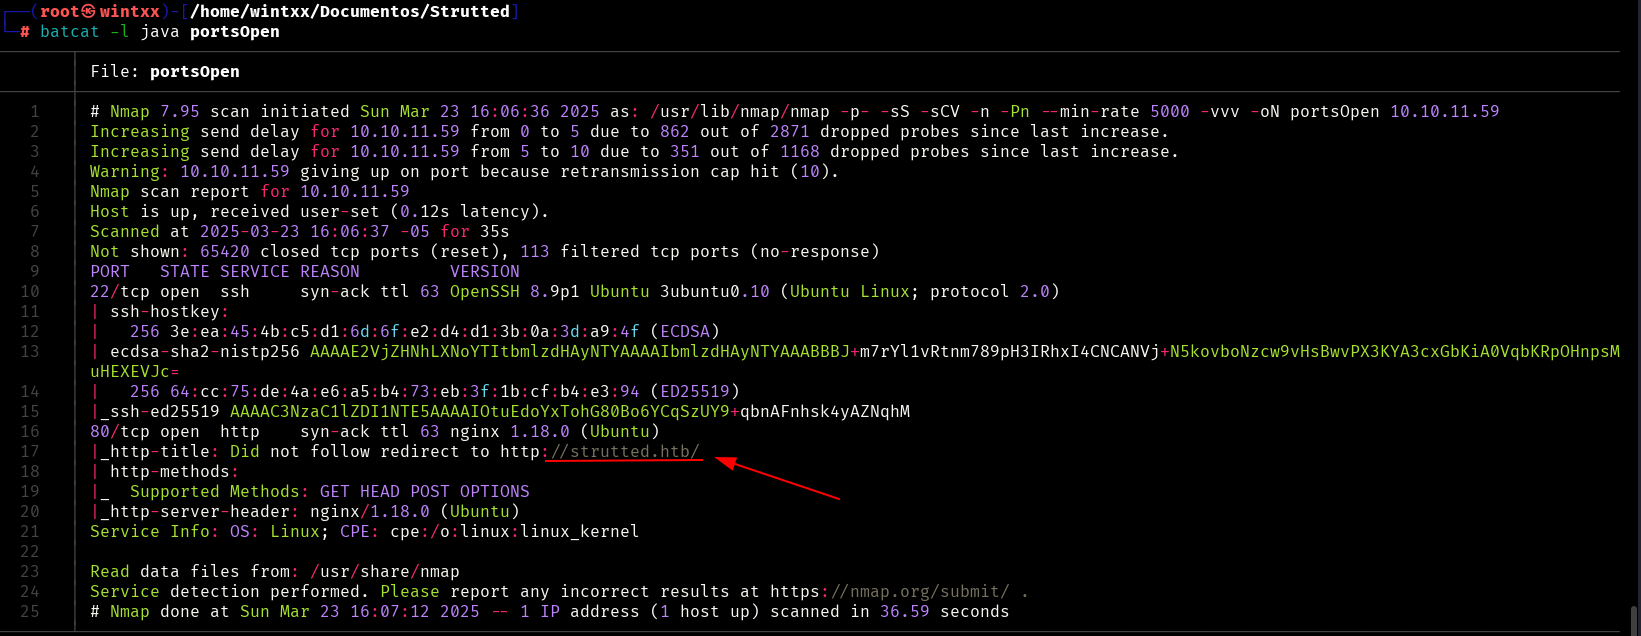 (root㉿wintxx)-[/home/wintxx/Documentos/Strutted]
# batcat -l java portsOpen
File: portsOpen
1 # Nmap 7.95 scan initiated Sun Mar 23 16:06:36 2025 as: /usr/lib/nmap/nmap -p- -sS -sCV -n -Pn --min-rate 5000 -vvv -oN portsOpen 10.10.11.59
2 Increasing send delay for 10.10.11.59 from 0 to 5 due to 862 out of 2871 dropped probes since last increase.
3 Increasing send delay for 10.10.11.59 from 5 to 10 due to 351 out of 1168 dropped probes since last increase.
4 Warning: 10.10.11.59 giving up on port because retransmission cap hit (10).
5 Nmap scan report for 10.10.11.59
6 Host is up, received user-set (0.12s latency).
7 Scanned at 2025-03-23 16:06:37 -05 for 35s
8 Not shown: 65420 closed tcp ports (reset), 113 filtered tcp ports (no-response)
9 PORT   STATE SERVICE REASON         VERSION
10 22/tcp open  ssh     syn-ack ttl 63 OpenSSH 8.9p1 Ubuntu 3ubuntu0.10 (Ubuntu Linux; protocol 2.0)
11 | ssh-hostkey:
12 |   256 3e:ea:45:4b:c5:d1:6d:6f:e2:d4:d1:3b:0a:3d:a9:4f (ECDSA)
13 | ecdsa-sha2-nistp256 AAAAE2VjZHNhLXNoYTItbmlzdHAyNTYAAAAIbmlzdHAyNTYAAABBBJ+m7rYl1vRtnm789pH3IRhxI4CNCANVj+N5kovboNzcw9vHsBwvPX3KYA3cxGbKiA0VqbKRpOHnpsM
uHEXEVJc=
14 |   256 64:cc:75:de:4a:e6:a5:b4:73:eb:3f:1b:cf:b4:e3:94 (ED25519)
15 |_ssh-ed25519 AAAAC3NzaC1lZDI1NTE5AAAAIOtuEdoYxTohG80Bo6YCqSzUY9+qbnAFnhsk4yAZNqhM
16 80/tcp open  http    syn-ack ttl 63 nginx 1.18.0 (Ubuntu)
17 |_http-title: Did not follow redirect to http://strutted.htb/
18 | http-methods:
19 |_  Supported Methods: GET HEAD POST OPTIONS
20 |_http-server-header: nginx/1.18.0 (Ubuntu)
21 Service Info: OS: Linux; CPE: cpe:/o:linux:linux_kernel
22
23 Read data files from: /usr/share/nmap
24 Service detection performed. Please report any incorrect results at https://nmap.org/submit/ .
25 # Nmap done at Sun Mar 23 16:07:12 2025 -- 1 IP address (1 host up) scanned in 36.59 seconds